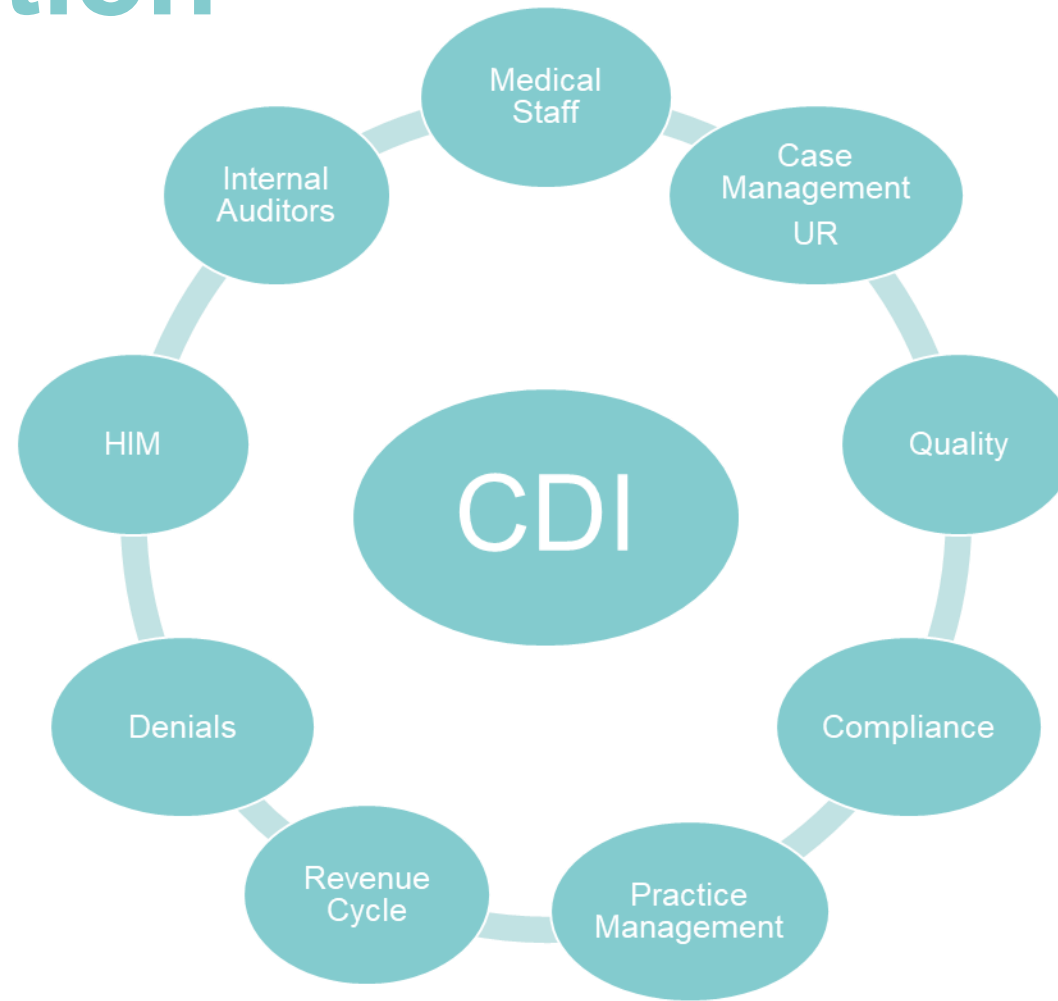 Medical
Staff
Case
Management
UR
Internal
Auditors
HIM
Quality
CDI
Denials
Compliance
Revenue
Cycle
Practice
Management